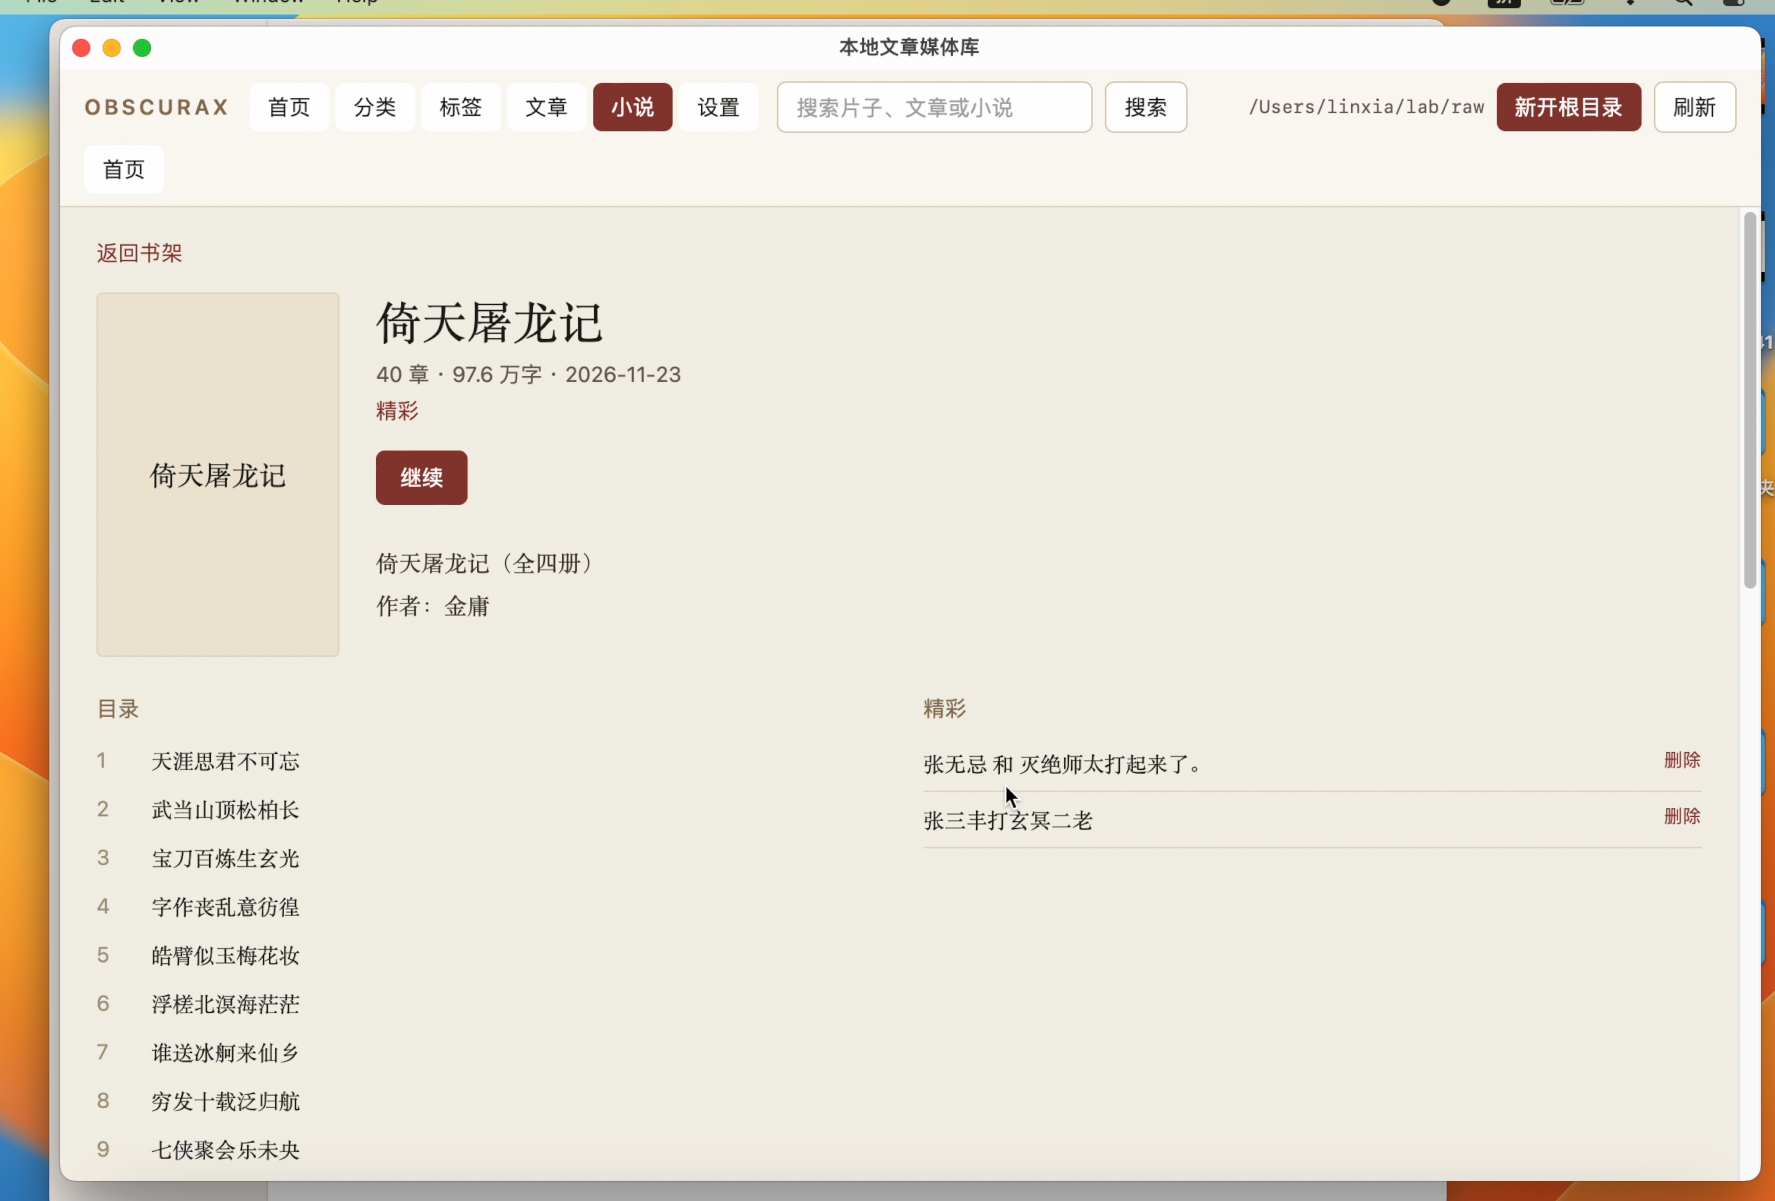 本地文章媒体库
OBSCURAX 首页 分类 标签 文章 小说 设置 搜索片子、文章或小说 搜索 /Users/linxia/lab/raw 新开根目录 刷新
首页
返回书架
倚天屠龙记
倚天屠龙记
40 章 · 97.6 万字 · 2026-11-23
精彩
继续
倚天屠龙记（全四册）
作者：金庸
目录
1 天涯思君不可忘
2 武当山顶松柏长
3 宝刀百炼生玄光
4 字作丧乱意彷徨
5 皓臂似玉梅花妆
6 浮槎北溟海茫茫
7 谁送冰舸来仙乡
8 穷发十载泛归航
9 七侠聚会乐未央
精彩
张无忌 和 灭绝师太打起来了。 删除
张三丰打玄冥二老 删除